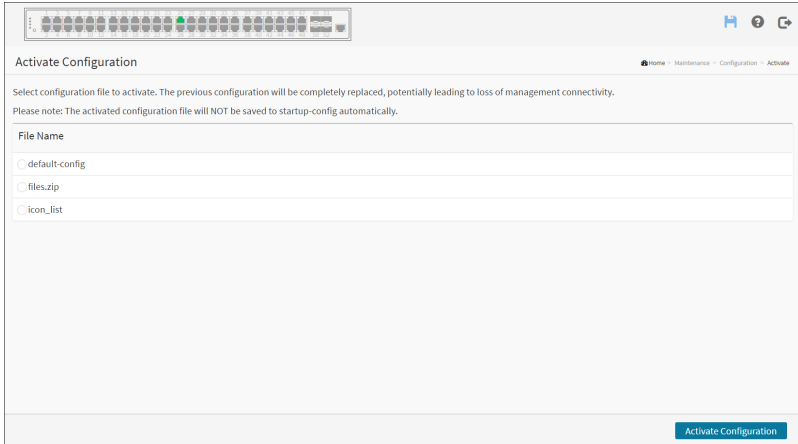 Activate Configuration
Home > Maintenance > Configuration > Activate
Select configuration file to activate. The previous configuration will be completely replaced, potentially leading to loss of management connectivity.
Please note: The activated configuration file will NOT be saved to startup-config automatically.
File Name
default-config
files.zip
icon_list
Activate Configuration